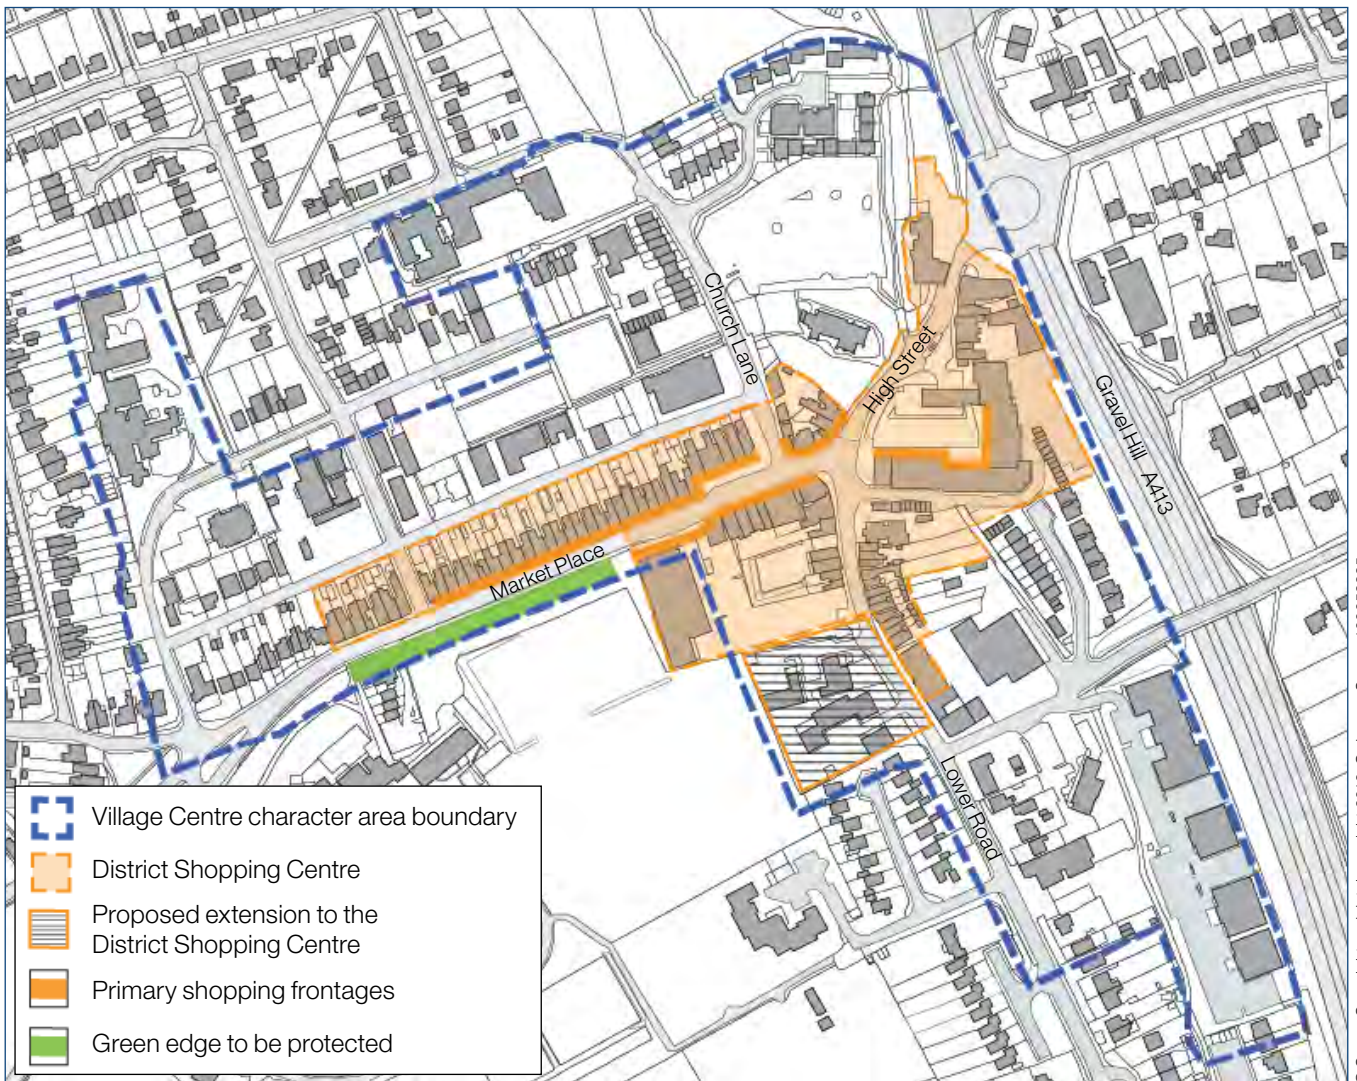 Church Lane
High Street
Gravel Hill A413
Market Place
Lower Road
Village Centre character area boundary
District Shopping Centre
Proposed extension to the
District Shopping Centre
Primary shopping frontages
Green edge to be protected